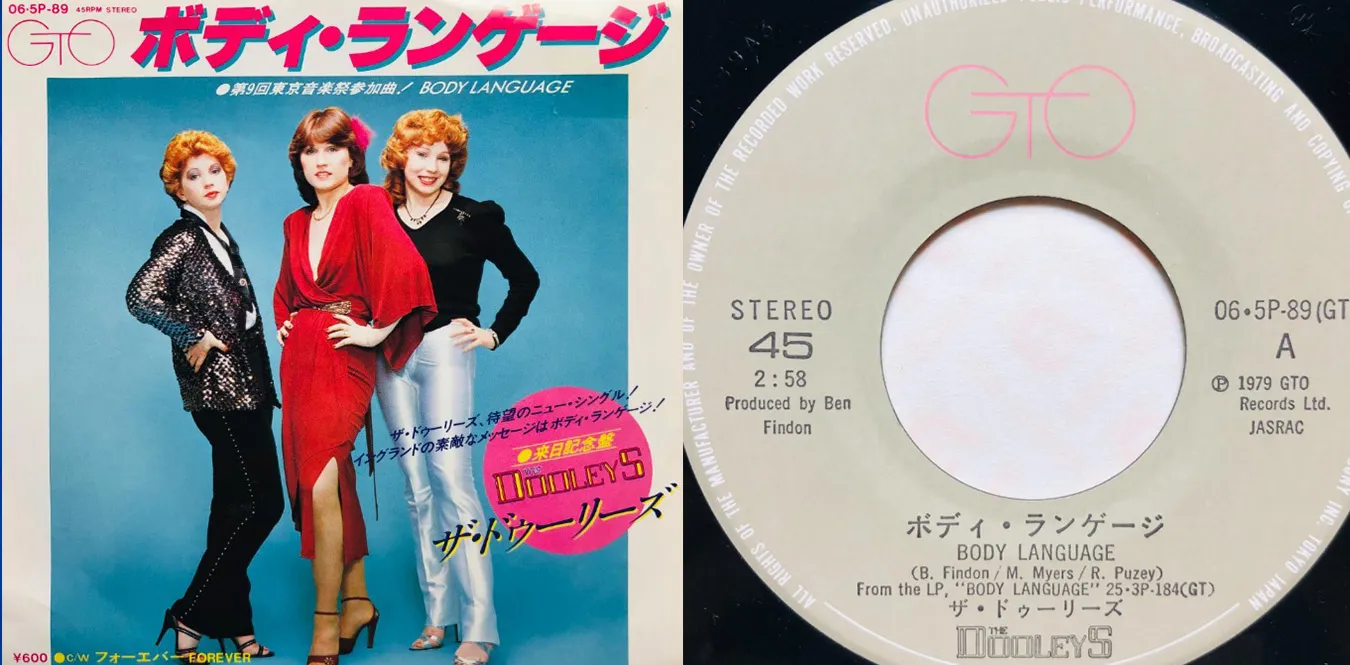 06·5P-89 45RPM STEREO
GTO
ボディ・ランゲージ
●第9回東京音楽祭参加曲！ BODY LANGUAGE
ザ・ドゥーリーズ、待望のニュー・シングル！
イングランドの素敵なメッセージはボディ・ランゲージ！
●来日記念盤
THE DOOLEYS
ザ・ドゥーリーズ
¥600 ●C/W フォーエバー FOREVER
ALL RIGHTS OF THE MANUFACTURER AND OF THE OWNER OF THE RECORDED WORK RESERVED. UNAUTHORIZED PUBLIC PERFORMANCE, BROADCASTING AND COPYING
INC. TOKYO JAPAN
GTO
STEREO
45
2:58
Produced by Ben
Findon
06・5P-89(GT
A
Ⓟ 1979 GTO
Records Ltd.
JASRAC
ボディ・ランゲージ
BODY LANGUAGE
(B. Findon / M. Myers / R. Puzey)
From the LP, "BODY LANGUAGE" 25・3P-184(GT)
ザ・ドゥーリーズ
THE DOOLEYS